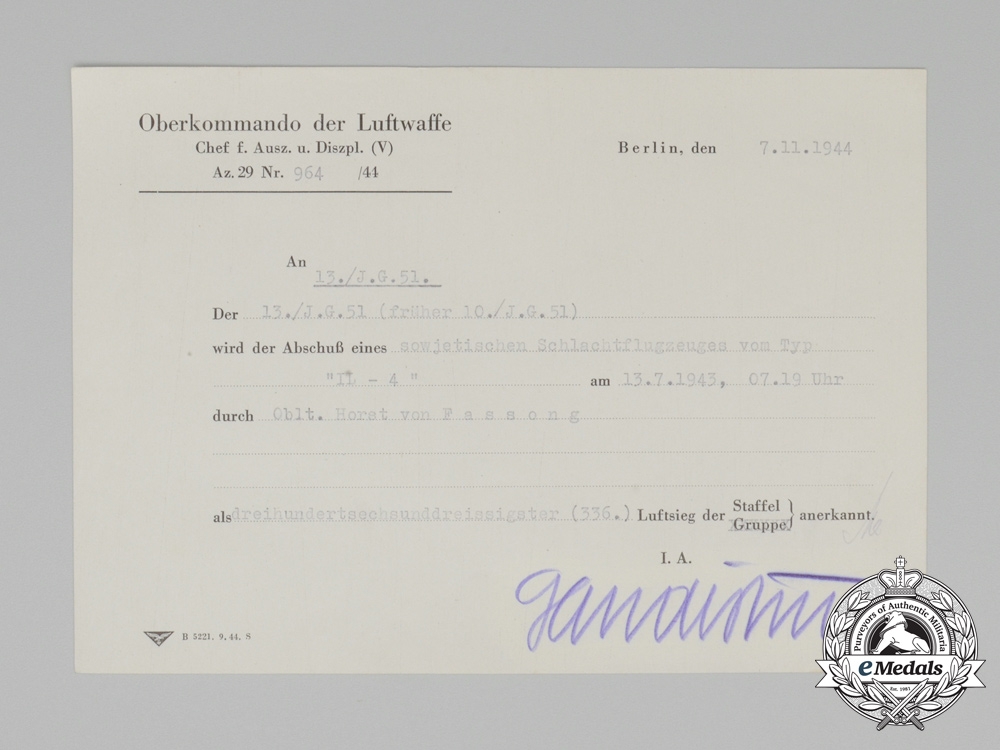 Oberkommando der Luftwaffe
Chef f. Ausz. u. Diszpl. (V)
Az. 29 Nr. 964 /44
Berlin, den 7.11.1944
An
13./J.G.51.
Der 13./J.G.51 (früher 10./J.G.51)
wird der Abschuß eines sowjetischen Schlachtflugzeuges vom Typ
"IL - 4 " am 13.7.1943, 07.19 Uhr
durch Oblt. Horst von F a s s o n g
als dreihundertsechsunddreissigster (336.) Luftsieg der Staffel Gruppe } anerkannt.
I. A.
B 5221. 9. 44. S
Purveyors of Authentic Militaria
eMedals
Est. 1967